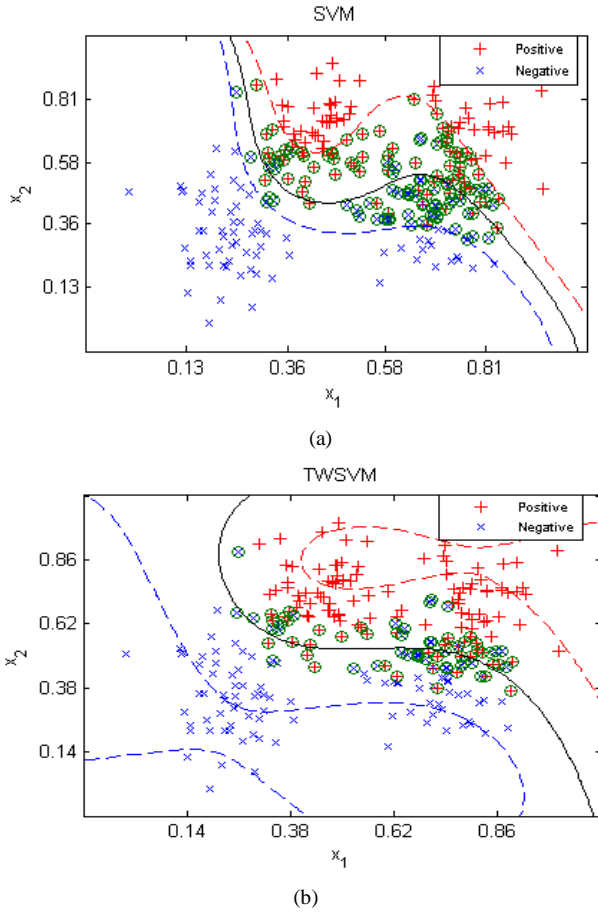 SVM
Positive
Negative
0.81
0.58
0.36
0.13
x2
0.13 0.36 0.58 0.81
x1
(a)
TWSVM
Positive
Negative
0.86
0.62
0.38
0.14
x2
0.14 0.38 0.62 0.86
x1
(b)